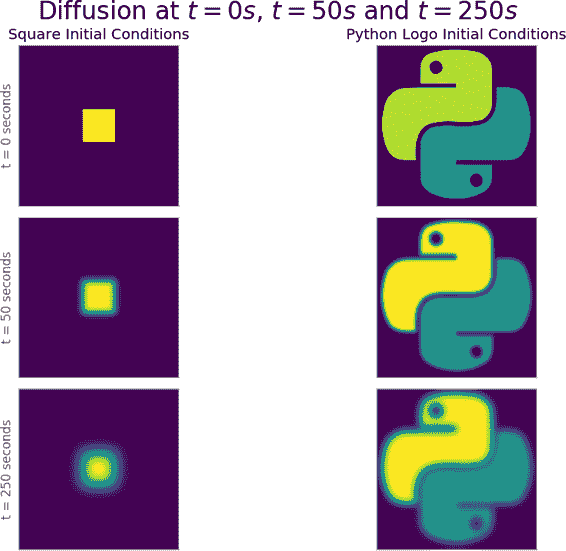 Diffusion at t = 0s, t = 50s and t = 250s
Square Initial Conditions
Python Logo Initial Conditions
t = 0 seconds
t = 50 seconds
t = 250 seconds